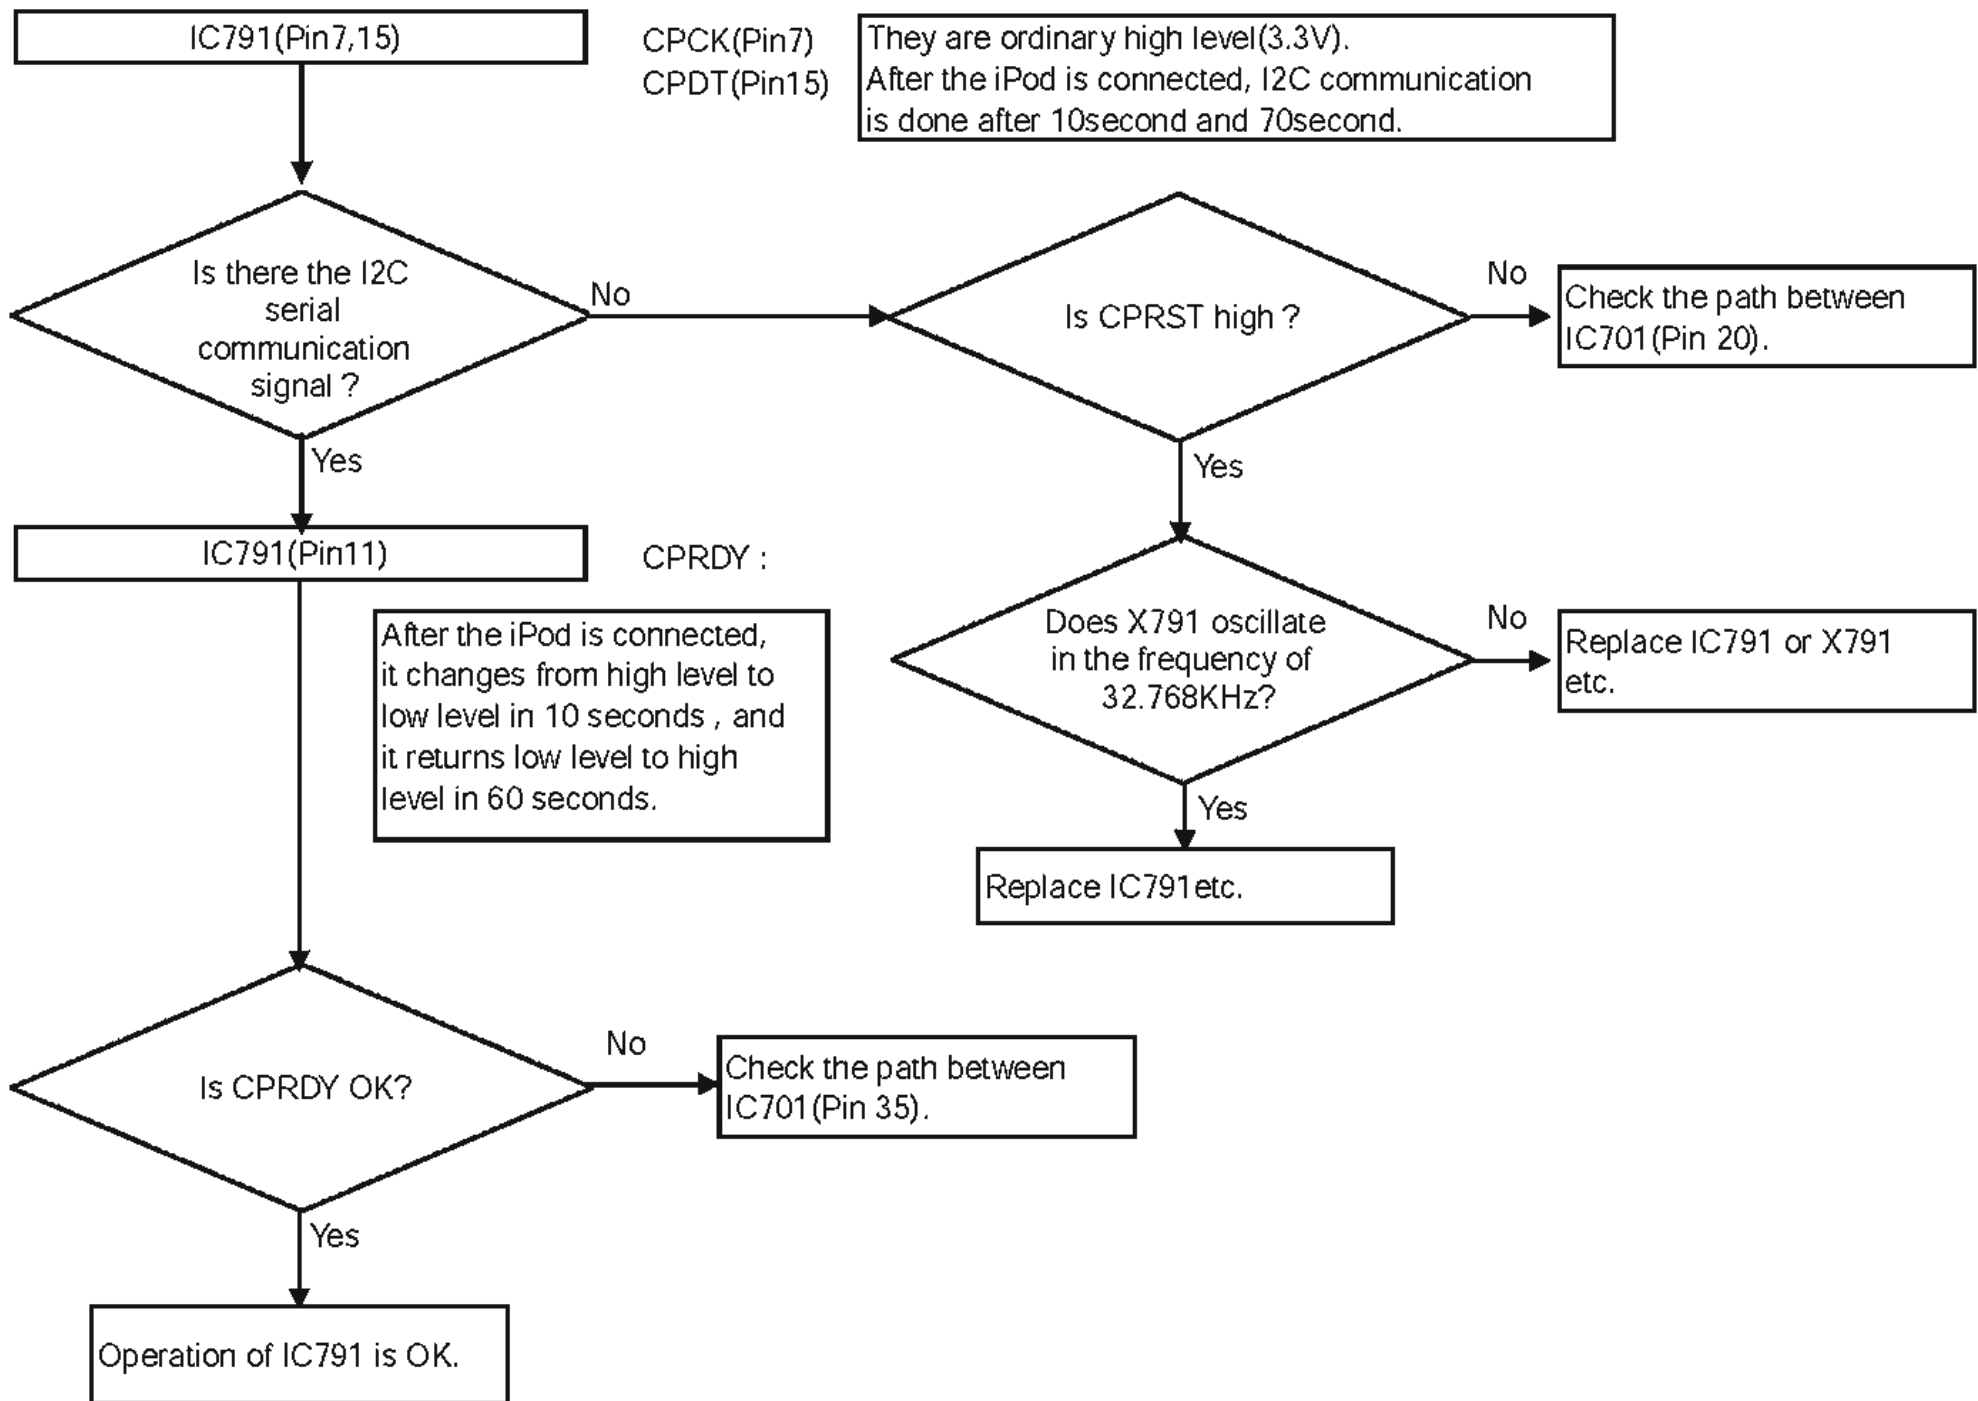 IC791(Pin7,15)
CPCK(Pin7)
CPDT(Pin15)
They are ordinary high level(3.3V).
After the iPod is connected, I2C communication
is done after 10second and 70second.
Is there the I2C
serial
communication
signal ?
No
Yes
Is CPRST high ?
No
Check the path between
IC701(Pin 20).
Yes
IC791(Pin11)
CPRDY :
After the iPod is connected,
it changes from high level to
low level in 10 seconds , and
it returns low level to high
level in 60 seconds.
Does X791 oscillate
in the frequency of
32.768KHz?
No
Replace IC791 or X791
etc.
Yes
Replace IC791etc.
Is CPRDY OK?
No
Check the path between
IC701(Pin 35).
Yes
Operation of IC791 is OK.